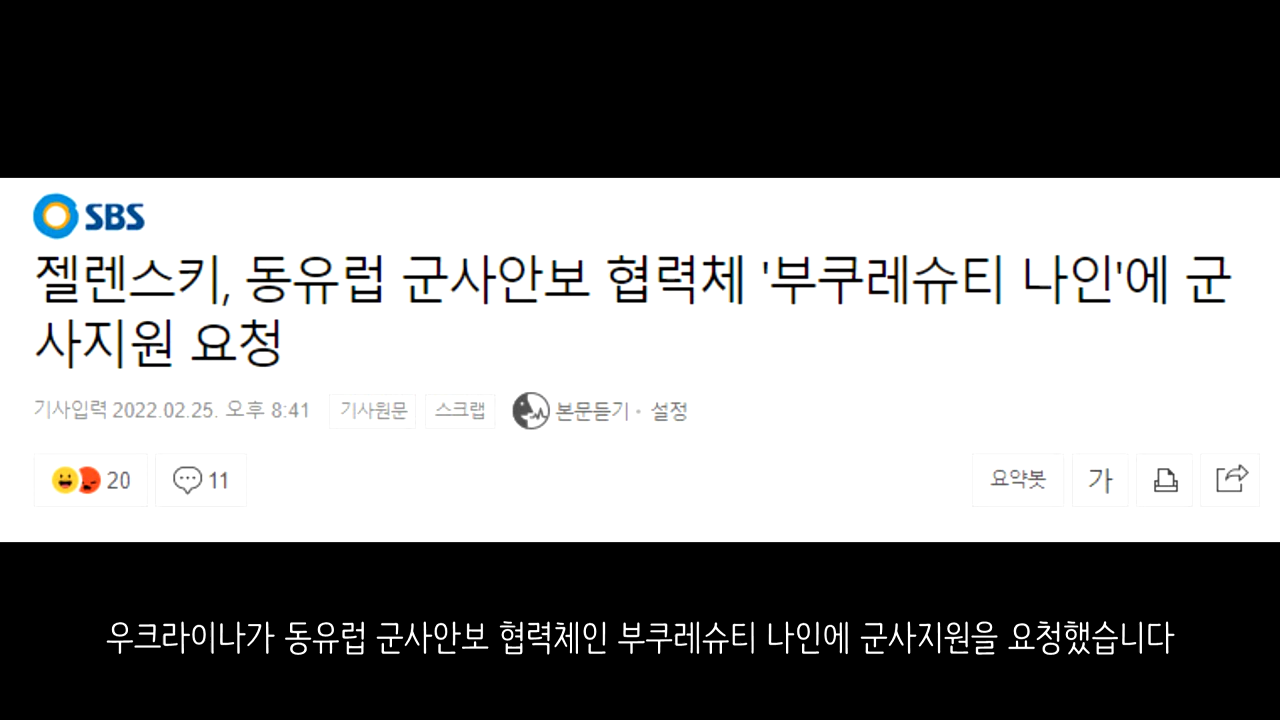 SBS
젤렌스키, 동유럽 군사안보 협력체 '부쿠레슈티 나인'에 군
사지원 요청
기사입력 2022.02.25. 오후 8:41 기사원문 스크랩 본문듣기 · 설정
20 11 요약봇 가
우크라이나가 동유럽 군사안보 협력체인 부쿠레슈티 나인에 군사지원을 요청했습니다